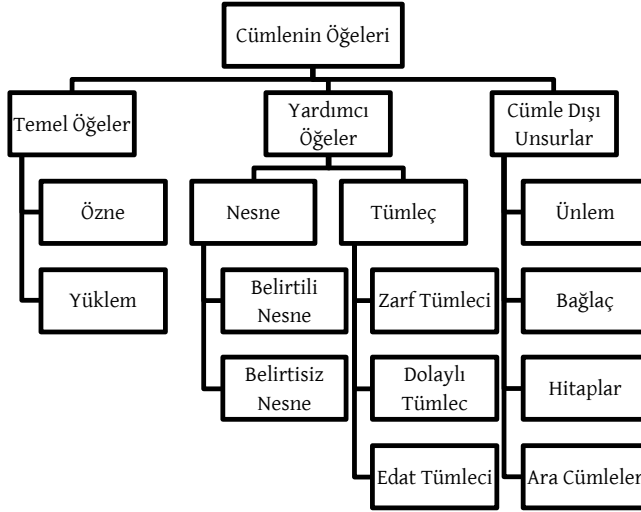 Cümlenin Öğeleri
Temel Öğeler
Yardımcı
Öğeler
Cümle Dışı
Unsurlar
Özne
Nesne
Tümleç
Ünlem
Yüklem
Belirtili
Nesne
Zarf Tümleci
Bağlaç
Belirtisiz
Nesne
Dolaylı
Tümlec
Hitaplar
Edat Tümleci
Ara Cümleler